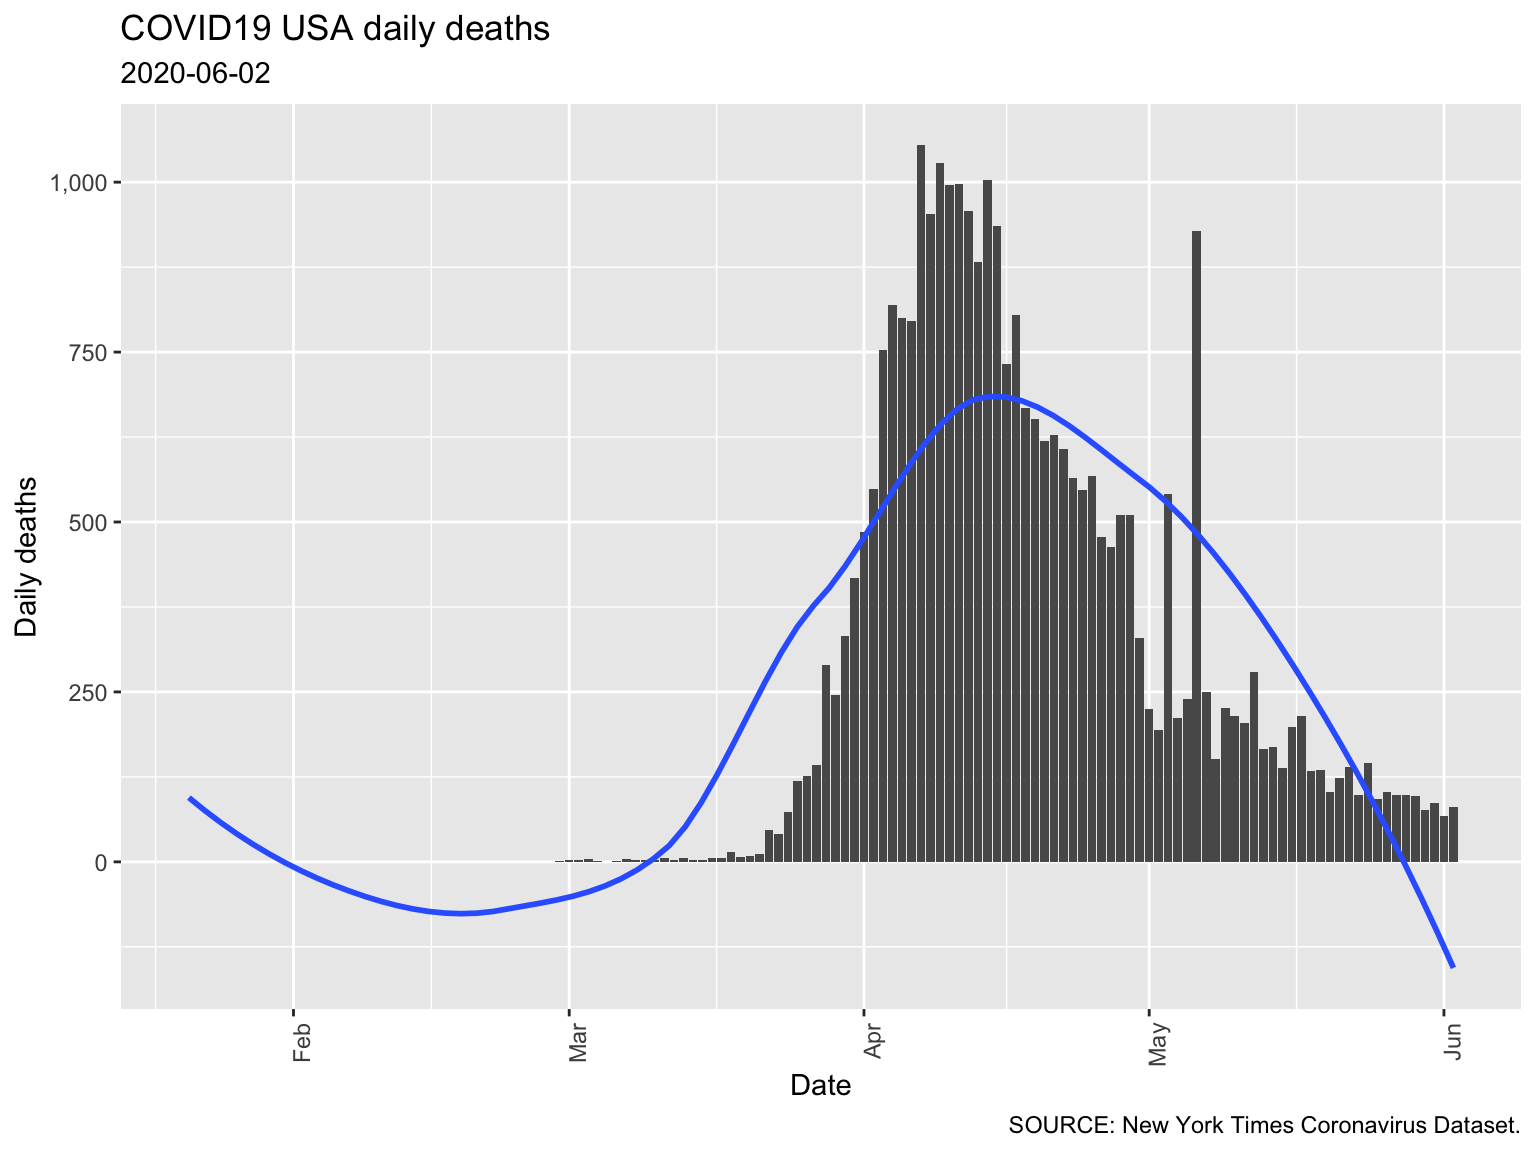 COVID19 USA daily deaths
2020-06-02
Daily deaths
1,000
750
500
250
0
Feb
Mar
Apr
May
Jun
Date
SOURCE: New York Times Coronavirus Dataset.